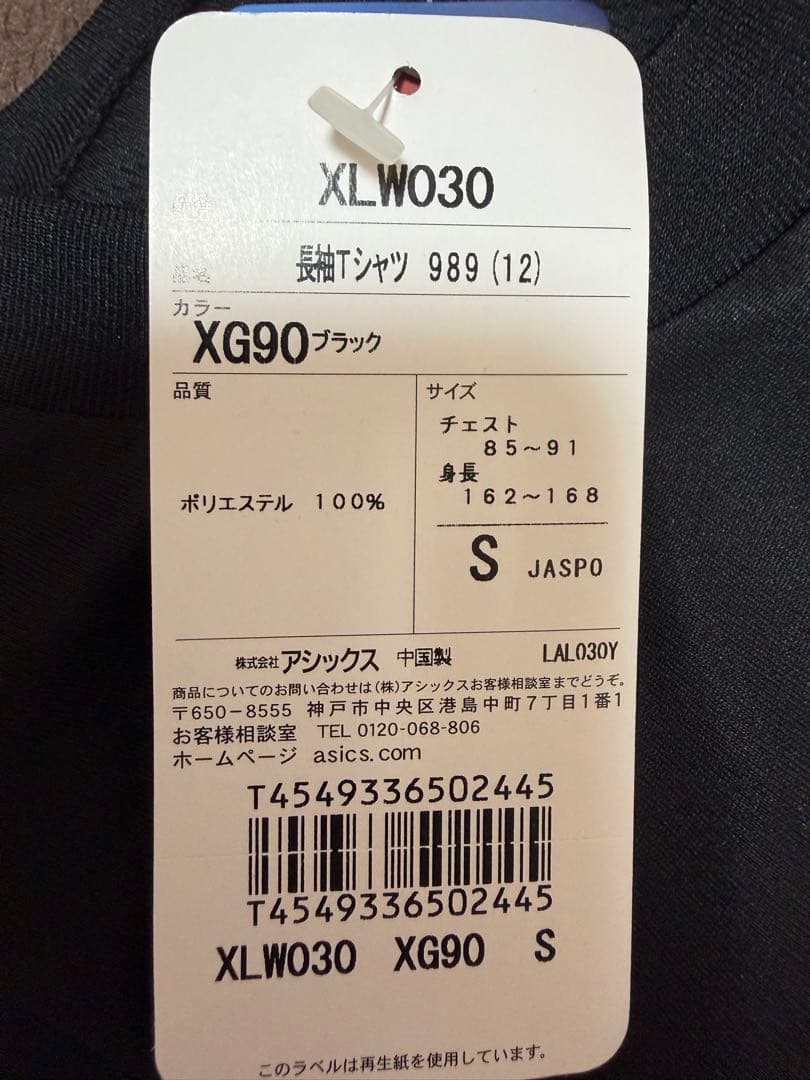 XLW030
品名
長袖Tシャツ 989(12)
カラー
XG90ブラック
品質
サイズ
チェスト
85~91
身長
162~168
ポリエステル 100%
S JASPO
株式会社アシックス 中国製 LAL030Y
商品についてのお問い合わせは(株)アシックスお客様相談室までどうぞ。
〒650-8555 神戸市中央区港島中町7丁目1番1
お客様相談室 TEL 0120-068-806
ホームページ asics.com
T4549336502445
T4549336502445
XLW030 XG90 S
このラベルは再生紙を使用しています。